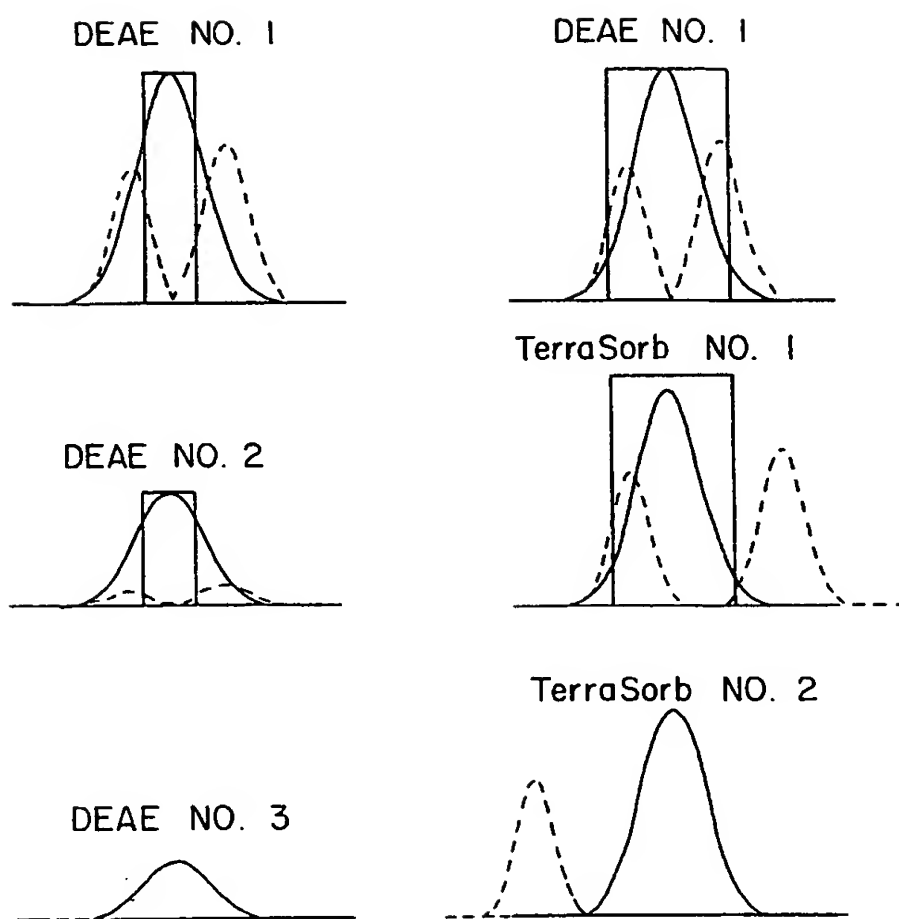 DEAE NO. 1
DEAE NO. 1
TerraSorb NO. 1
DEAE NO. 2
TerraSorb NO. 2
DEAE NO. 3